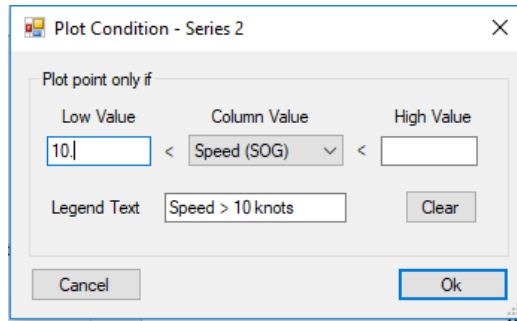 Plot Condition - Series 2
Plot point only if
Low Value Column Value High Value
10. < Speed (SOG) <
Legend Text Speed > 10 knots Clear
Cancel Ok